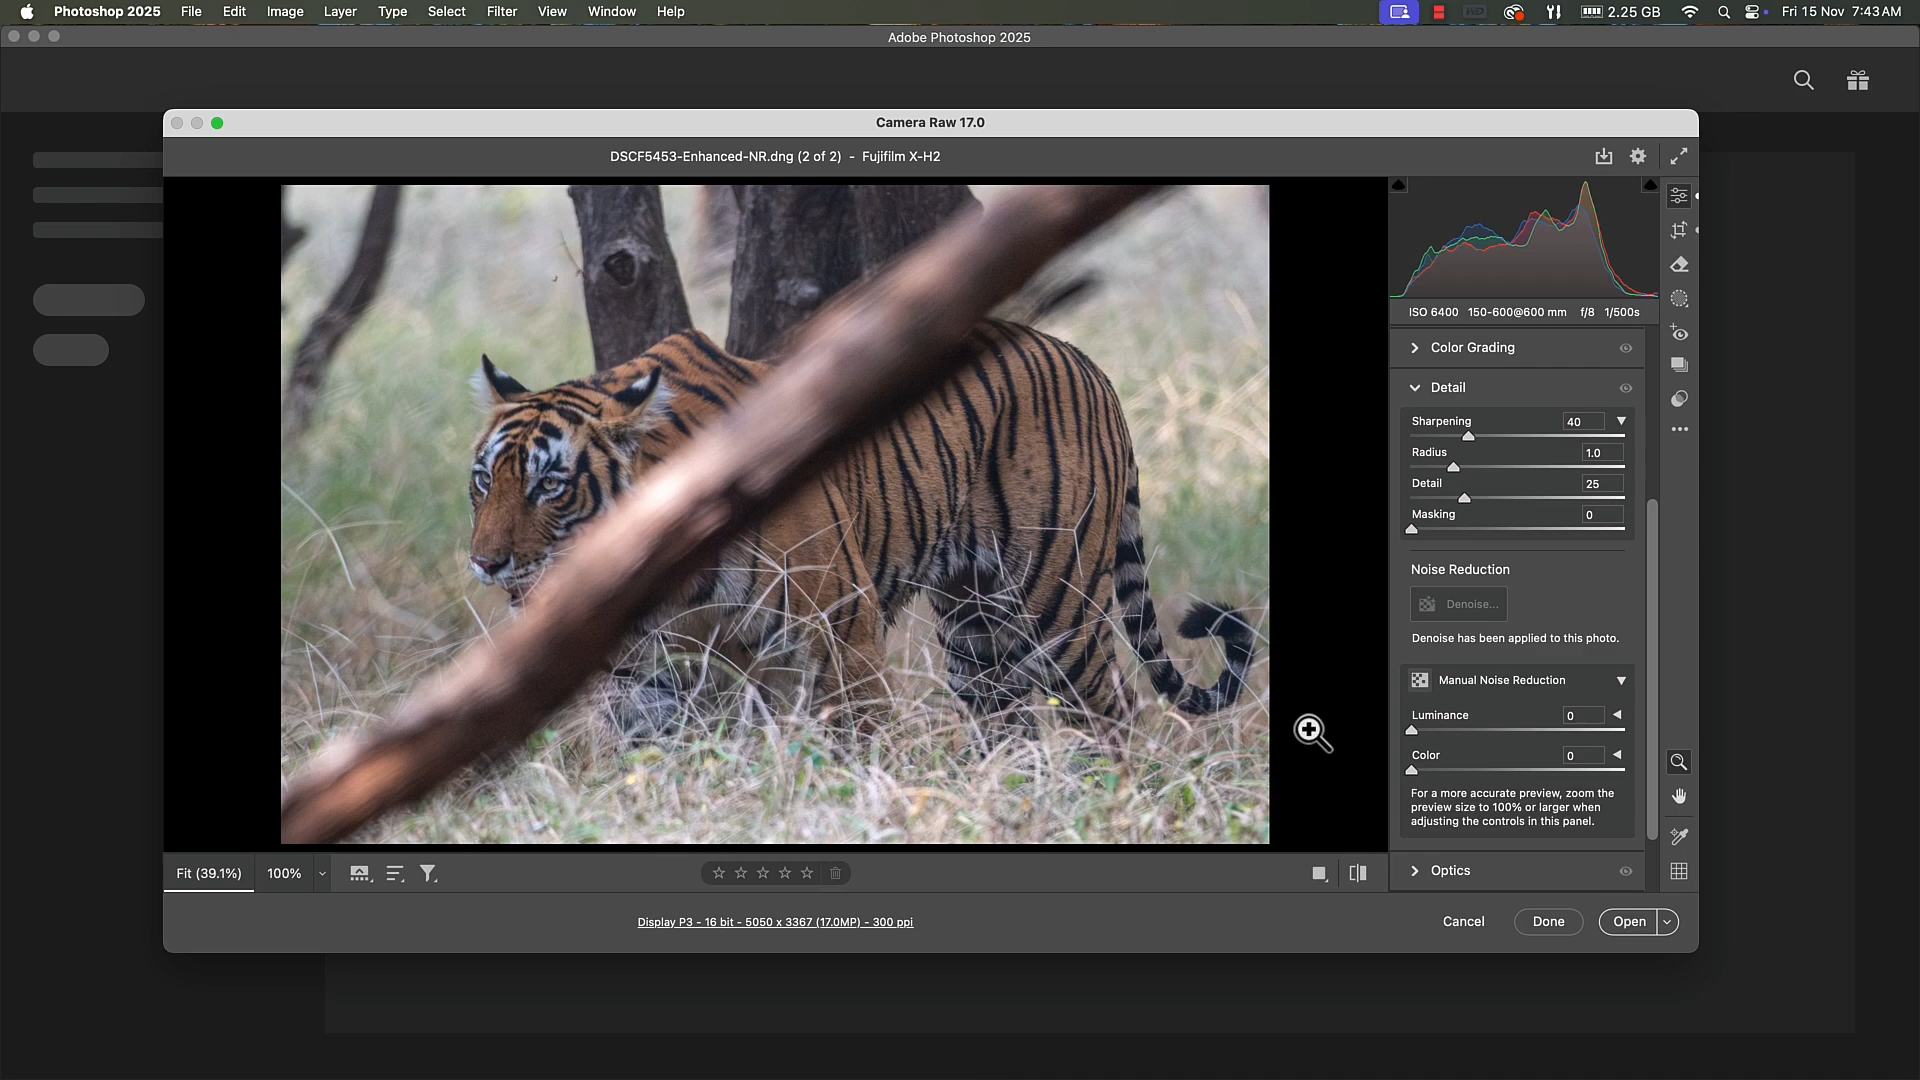 Photoshop 2025 File Edit Image Layer Type Select Filter View Window Help 2.25 GB Fri 15 Nov 7:43 AM
Adobe Photoshop 2025
Camera Raw 17.0
DSCF5453-Enhanced-NR.dng (2 of 2) - Fujifilm X-H2
ISO 6400 150-600@600 mm f/8 1/500s
Color Grading
Detail
Sharpening 40
Radius 1.0
Detail 25
Masking 0
Noise Reduction
Denoise...
Denoise has been applied to this photo.
Manual Noise Reduction
Luminance 0
Color 0
For a more accurate preview, zoom the
preview size to 100% or larger when
adjusting the controls in this panel.
Optics
Fit (39.1%) 100%
Display P3 - 16 bit - 5050 x 3367 (17.0MP) - 300 ppi
Cancel Done Open